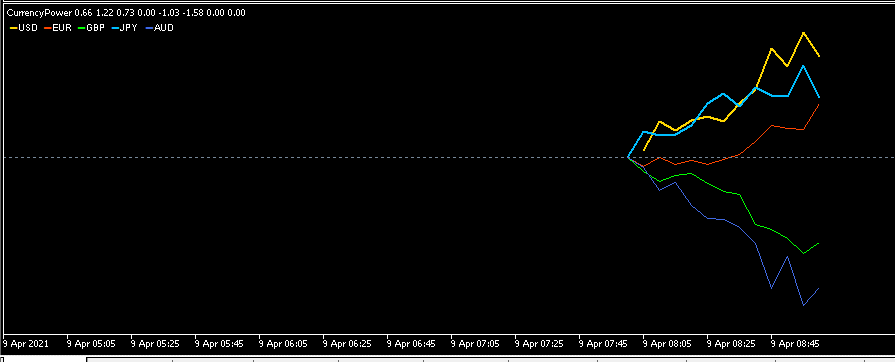 CurrencyPower 0.66 1.22 0.73 0.00 -1.03 -1.58 0.00 0.00
USD EUR GBP JPY AUD
9 Apr 2021 9 Apr 05:05 9 Apr 05:25 9 Apr 05:45 9 Apr 06:05 9 Apr 06:25 9 Apr 06:45 9 Apr 07:05 9 Apr 07:25 9 Apr 07:45 9 Apr 08:05 9 Apr 08:25 9 Apr 08:45